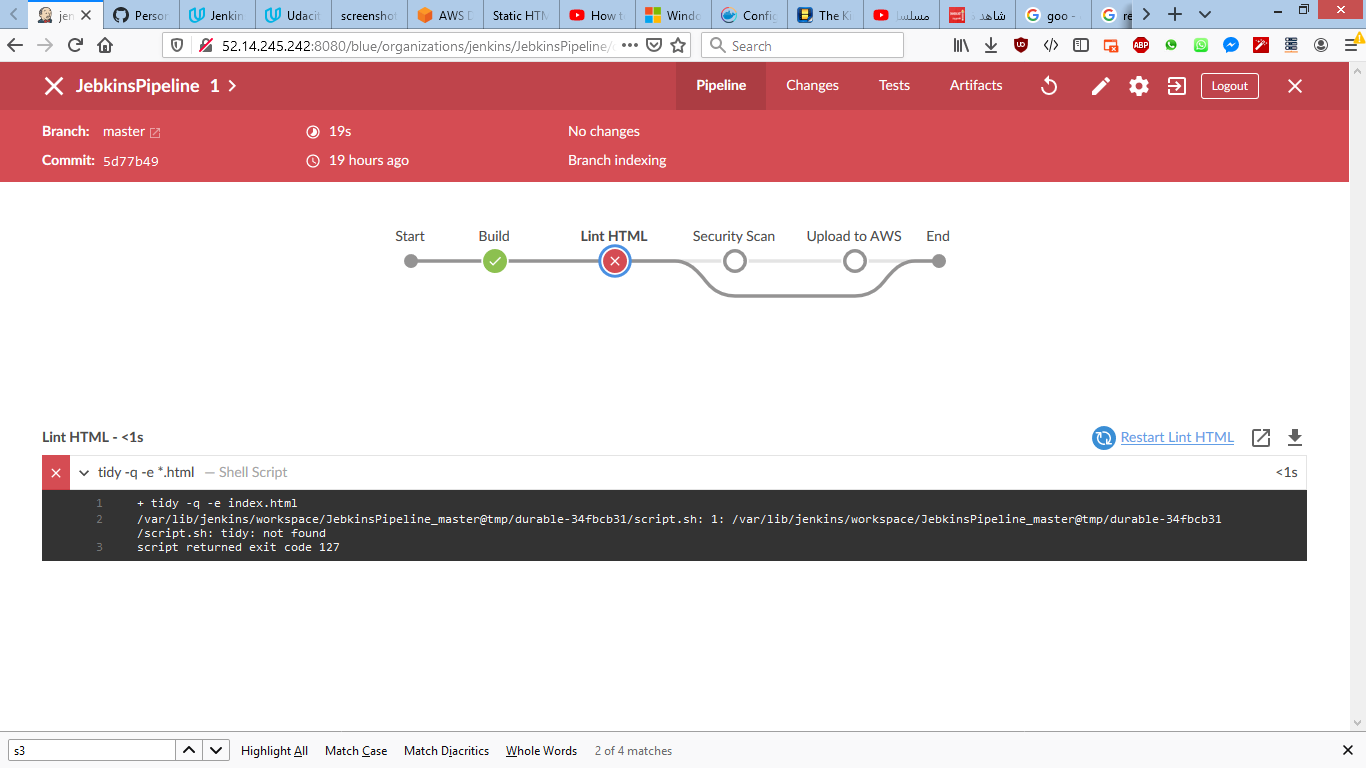 jen
Person
Jenkin
Udacit
screenshot
AWS D
Static HTM
How t
Windo
Config
The Ki
مسلسل
شاهد
goo -
re
52.14.245.242:8080/blue/organizations/jenkins/JebkinsPipeline/
Search
JebkinsPipeline 1
Pipeline
Changes
Tests
Artifacts
Logout
Branch: master
19s
No changes
Commit: 5d77b49
19 hours ago
Branch indexing
Start
Build
Lint HTML
Security Scan
Upload to AWS
End
Lint HTML - <1s
Restart Lint HTML
tidy -q -e *.html — Shell Script
<1s
1 + tidy -q -e index.html
2 /var/lib/jenkins/workspace/JebkinsPipeline_master@tmp/durable-34fbcb31/script.sh: 1: /var/lib/jenkins/workspace/JebkinsPipeline_master@tmp/durable-34fbcb31
/script.sh: tidy: not found
3 script returned exit code 127
s3
Highlight All
Match Case
Match Diacritics
Whole Words
2 of 4 matches